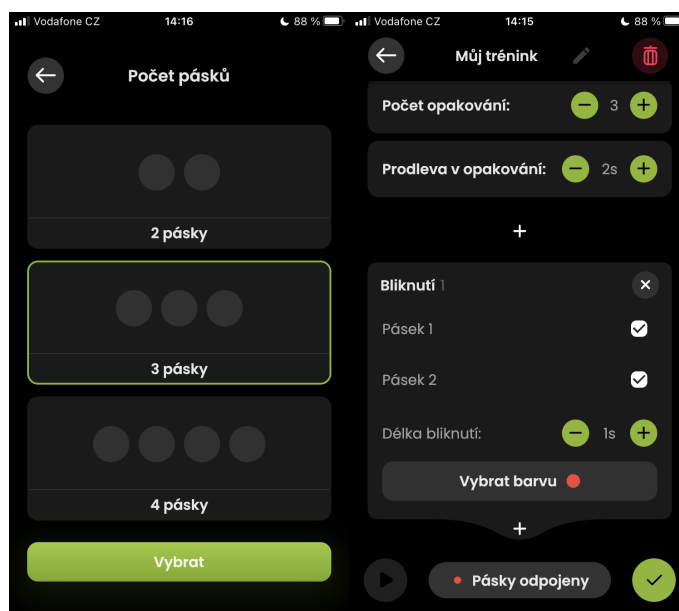 Vodafone CZ 14:16 88 %
Počet pásků
2 pásky
3 pásky
4 pásky
Vybrat
Vodafone CZ 14:15 88 %
Můj trénink
Počet opakování: 3
Prodleva v opakování: 2s
Bliknutí 1
Pásek 1
Pásek 2
Délka bliknutí: 1s
Vybrat barvu
Pásky odpojeny